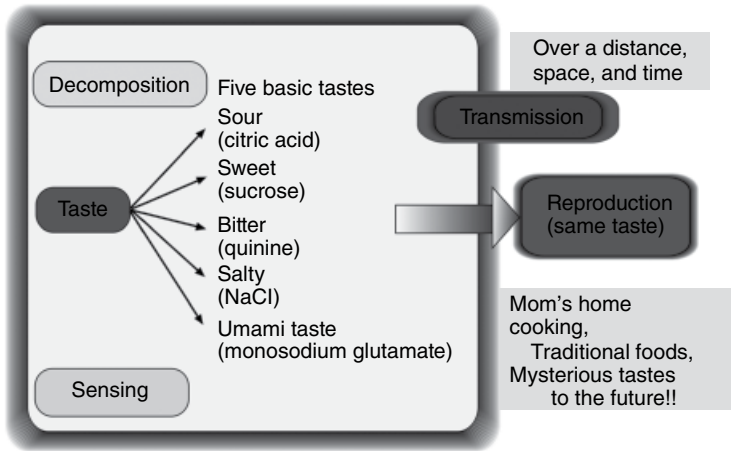 Decomposition
Five basic tastes
Sour
(citric acid)
Sweet
(sucrose)
Taste
Bitter
(quinine)
Salty
(NaCl)
Umami taste
(monosodium glutamate)
Sensing
Over a distance,
space, and time
Transmission
Reproduction
(same taste)
Mom's home
cooking,
Traditional foods,
Mysterious tastes
to the future!!